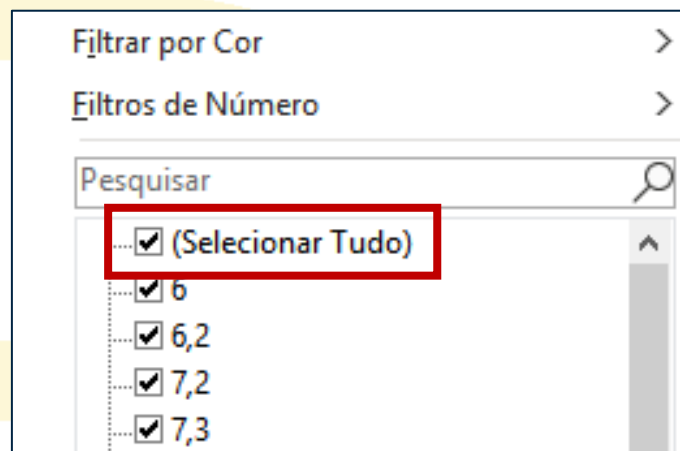 Filtrar por Cor
Filtros de Número
Pesquisar
(Selecionar Tudo)
6
6,2
7,2
7,3